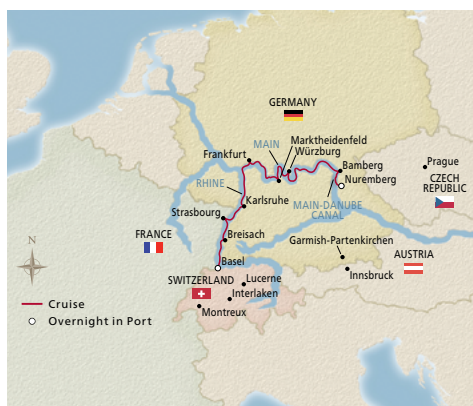 GERMANY
MAIN
Marktheidenfeld
Würzburg
Frankfurt
Bamberg
Prague
Nuremberg
CZECH
REPUBLIC
RHINE
Karlsruhe
MAIN-DANUBE
CANAL
Strasbourg
FRANCE
Breisach
Garmish-Partenkirchen
AUSTRIA
N
Basel
Innsbruck
SWITZERLAND
Lucerne
Interlaken
Montreux
Cruise
Overnight in Port